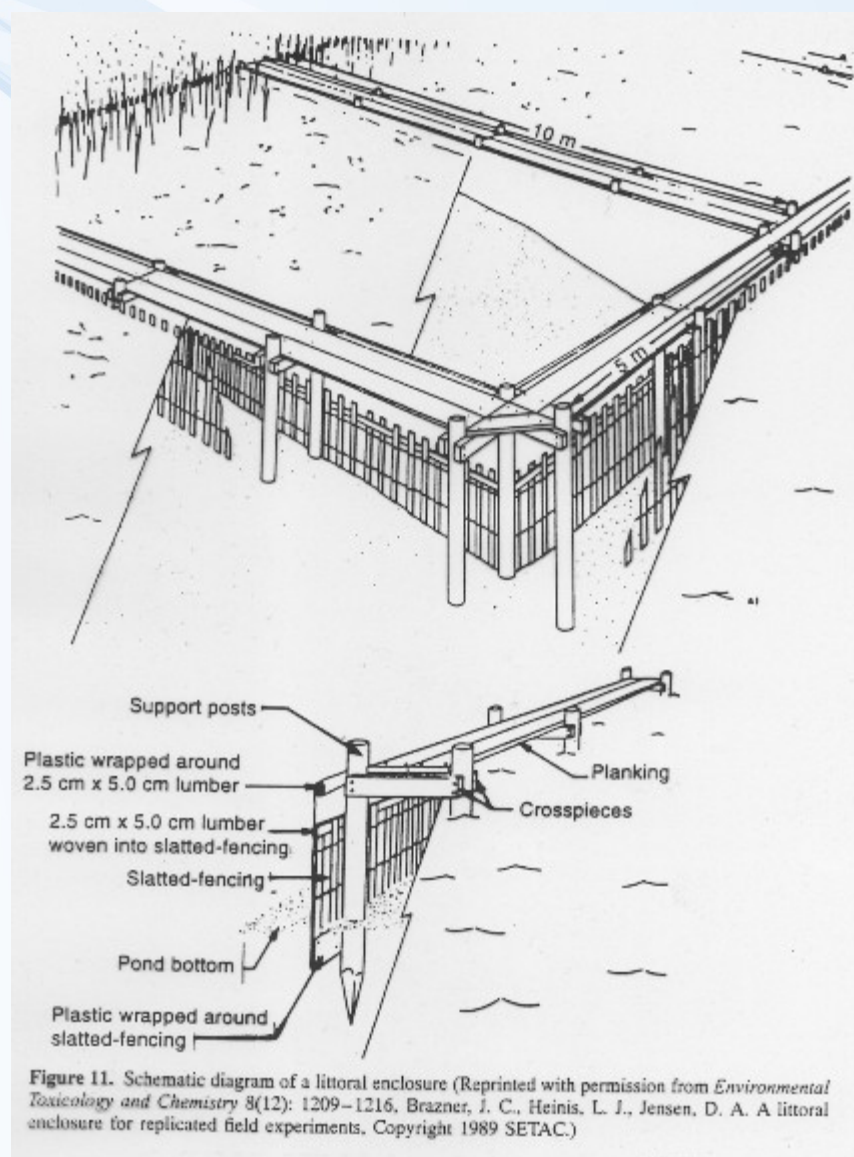 10 m
5 m
Support posts
Plastic wrapped around
2.5 cm x 5.0 cm lumber
Planking
Crosspieces
2.5 cm x 5.0 cm lumber
woven into slatted-fencing
Slatted-fencing
Pond bottom
Plastic wrapped around
slatted-fencing
Figure 11. Schematic diagram of a littoral enclosure (Reprinted with permission from Environmental
Toxicology and Chemistry 8(12): 1209–1216, Brazner, J. C., Heinis, L. J., Jensen, D. A. A littoral
enclosure for replicated field experiments, Copyright 1989 SETAC.)